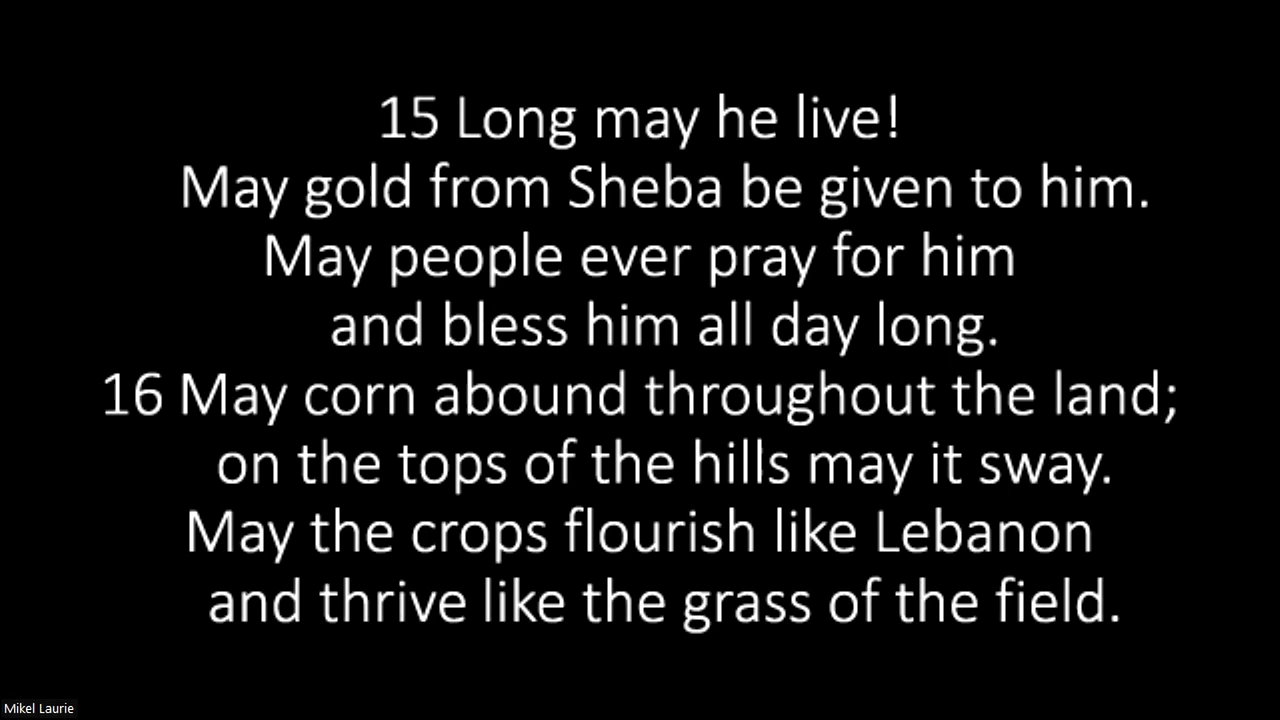 15 Long may he live!
May gold from Sheba be given to him.
May people ever pray for him
and bless him all day long.
16 May corn abound throughout the land;
on the tops of the hills may it sway.
May the crops flourish like Lebanon
and thrive like the grass of the field.
Mikel Laurie